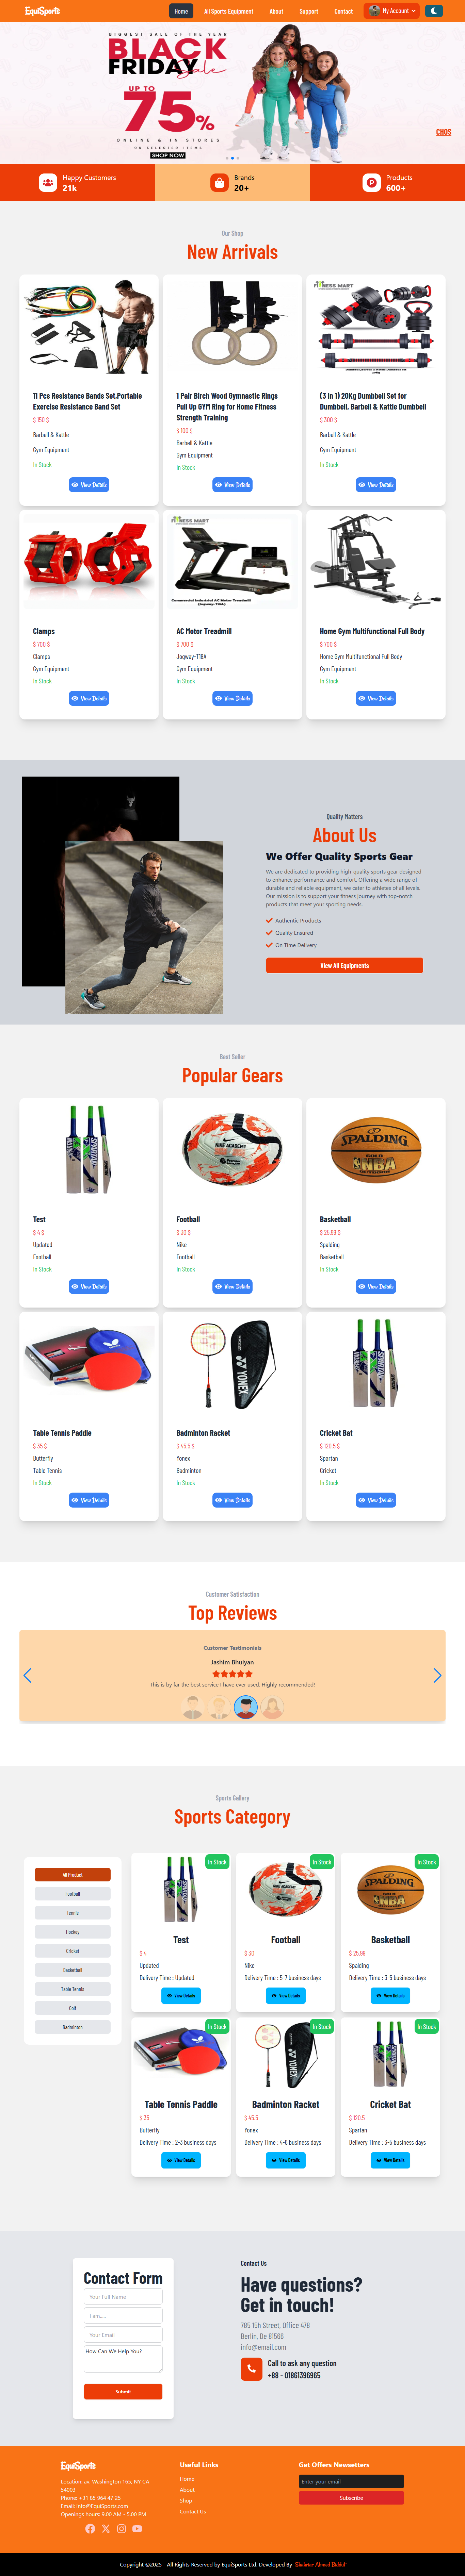 EquiSports
Home
All Sports Equipment
About
Support
Contact
My Account
BIGGEST SALE OF THE YEAR
BLACK
FRIDAY
Sale
UP TO
75%
ONLINE & IN STORES
ON SELECTED ITEMS
SHOP NOW
CHOS
Happy Customers
21k
Brands
20+
Products
600+
Our Shop
New Arrivals
11 Pcs Resistance Bands Set,Portable
Exercise Resistance Band Set
$ 150 $
Barbell & Kattle
Gym Equipment
In Stock
View Details
1 Pair Birch Wood Gymnastic Rings
Pull Up GYM Ring for Home Fitness
Strength Training
$ 100 $
Barbell & Kattle
Gym Equipment
In Stock
View Details
FITNESS MART
(3 In 1) 20Kg Dumbbell Set for
Dumbbell, Barbell & Kattle Dumbbell
$ 300 $
Barbell & Kattle
Gym Equipment
In Stock
View Details
Clamps
$ 700 $
Clamps
Gym Equipment
In Stock
View Details
FITNESS MART
Commercial Industrial AC Motor Treadmill
(Jogway-T18A)
AC Motor Treadmill
$ 700 $
Jogway-T18A
Gym Equipment
In Stock
View Details
Home Gym Multifunctional Full Body
$ 700 $
Home Gym Multifunctional Full Body
Gym Equipment
In Stock
View Details
Quality Matters
About Us
We Offer Quality Sports Gear
We are dedicated to providing high-quality sports gear designed
to enhance performance and comfort. Offering a wide range of
durable and reliable equipment, we cater to athletes of all levels.
Our mission is to support your fitness journey with top-notch
products that meet your sporting needs.
Authentic Products
Quality Ensured
On Time Delivery
View All Equipments
Best Seller
Popular Gears
Test
$ 4 $
Updated
Football
In Stock
View Details
Football
$ 30 $
Nike
Football
In Stock
View Details
SPALDING
NBA
Basketball
$ 25.99 $
Spalding
Basketball
In Stock
View Details
Table Tennis Paddle
$ 35 $
Butterfly
Table Tennis
In Stock
View Details
YONEX
Badminton Racket
$ 45.5 $
Yonex
Badminton
In Stock
View Details
Cricket Bat
$ 120.5 $
Spartan
Cricket
In Stock
View Details
Customer Satisfaction
Top Reviews
Customer Testimonials
Jashim Bhuiyan
This is by far the best service I have ever used. Highly recommended!
Sports Gallery
Sports Category
All Product
Football
Tennis
Hockey
Cricket
Basketball
Table Tennis
Golf
Badminton
In Stock
Test
$ 4
Updated
Delivery Time : Updated
View Details
In Stock
Football
$ 30
Nike
Delivery Time : 5-7 business days
View Details
In Stock
SPALDING
NBA
Basketball
$ 25.99
Spalding
Delivery Time : 3-5 business days
View Details
In Stock
Table Tennis Paddle
$ 35
Butterfly
Delivery Time : 2-3 business days
View Details
In Stock
YONEX
Badminton Racket
$ 45.5
Yonex
Delivery Time : 4-6 business days
View Details
In Stock
Cricket Bat
$ 120.5
Spartan
Delivery Time : 3-5 business days
View Details
Contact Form
Your Full Name
I am.....
Your Email
How Can We Help You?
Submit
Contact Us
Have questions?
Get in touch!
785 15h Street, Office 478
Berlin, De 81566
info@email.com
Call to ask any question
+88 - 01861396965
EquiSports
Location: av. Washington 165, NY CA
54003
Phone: +31 85 964 47 25
Email: info@EquiSports.com
Openings hours: 9.00 AM - 5.00 PM
Useful Links
Home
About
Shop
Contact Us
Get Offers Newsetters
Enter your email
Subscribe
Copyright ©2025 - All Rights Reserved by EquiSports Ltd. Developed By